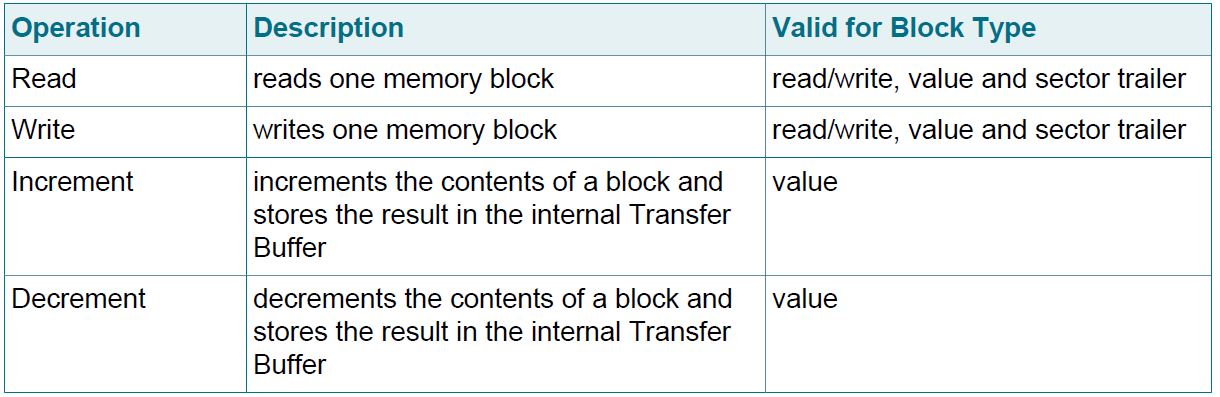 Operation Description Valid for Block Type
Read reads one memory block read/write, value and sector trailer
Write writes one memory block read/write, value and sector trailer
Increment increments the contents of a block and value
stores the result in the internal Transfer
Buffer
Decrement decrements the contents of a block and value
stores the result in the internal Transfer
Buffer